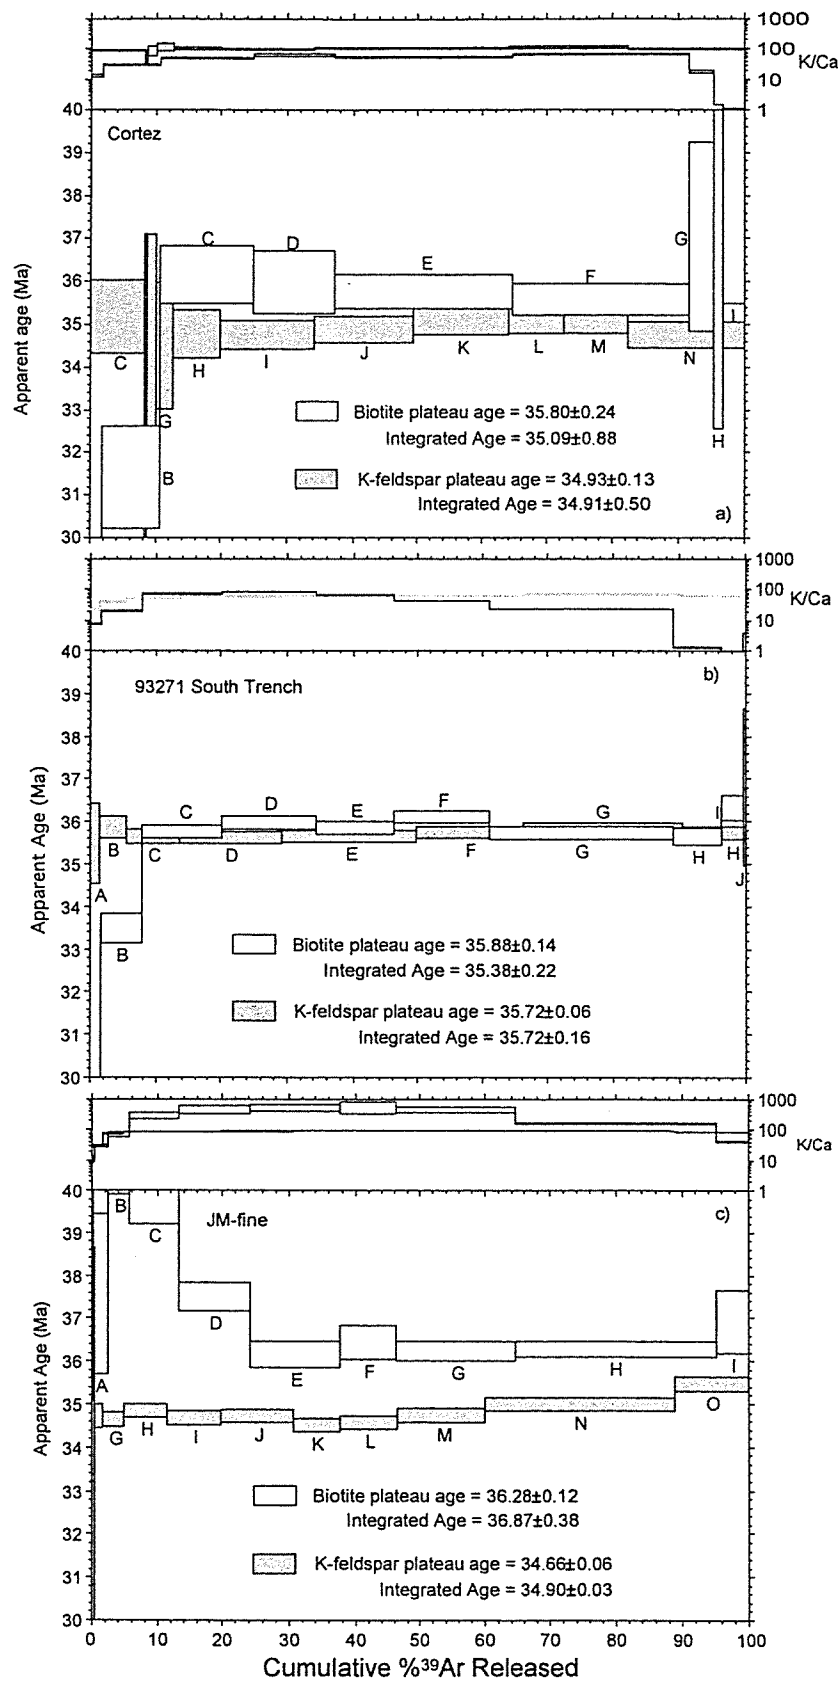 1000
100
K/Ca
10
1
40
Cortez
39
38
37
36
35
34
33
32
31
30
Apparent age (Ma)
C
D
E
F
G
I
C
H
I
J
K
L
M
N
G
H
B
Biotite plateau age = 35.80±0.24
Integrated Age = 35.09±0.88
K-feldspar plateau age = 34.93±0.13
Integrated Age = 34.91±0.50
a)
1000
100
K/Ca
10
1
40
b)
93271 South Trench
39
38
37
36
35
34
33
32
31
30
Apparent Age (Ma)
C
D
E
F
G
I
B
C
D
E
F
G
H
H
A
J
B
Biotite plateau age = 35.88±0.14
Integrated Age = 35.38±0.22
K-feldspar plateau age = 35.72±0.06
Integrated Age = 35.72±0.16
1000
100
K/Ca
10
1
40
B
C
JM-fine
c)
39
38
37
36
35
34
33
32
31
30
Apparent Age (Ma)
D
A
E
F
G
H
I
G
H
I
J
K
L
M
N
O
Biotite plateau age = 36.28±0.12
Integrated Age = 36.87±0.38
K-feldspar plateau age = 34.66±0.06
Integrated Age = 34.90±0.03
0 10 20 30 40 50 60 70 80 90 100
Cumulative %³⁹Ar Released